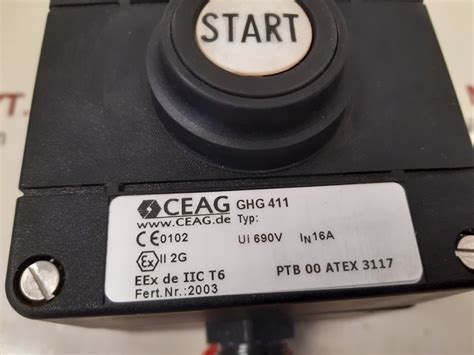 START
CEAG GHG 411
www.CEAG.de Typ:
CE0102 Ui 690V IN16A
Ex II 2G
EEx de IIC T6 PTB 00 ATEX 3117
Fert.Nr.:2003